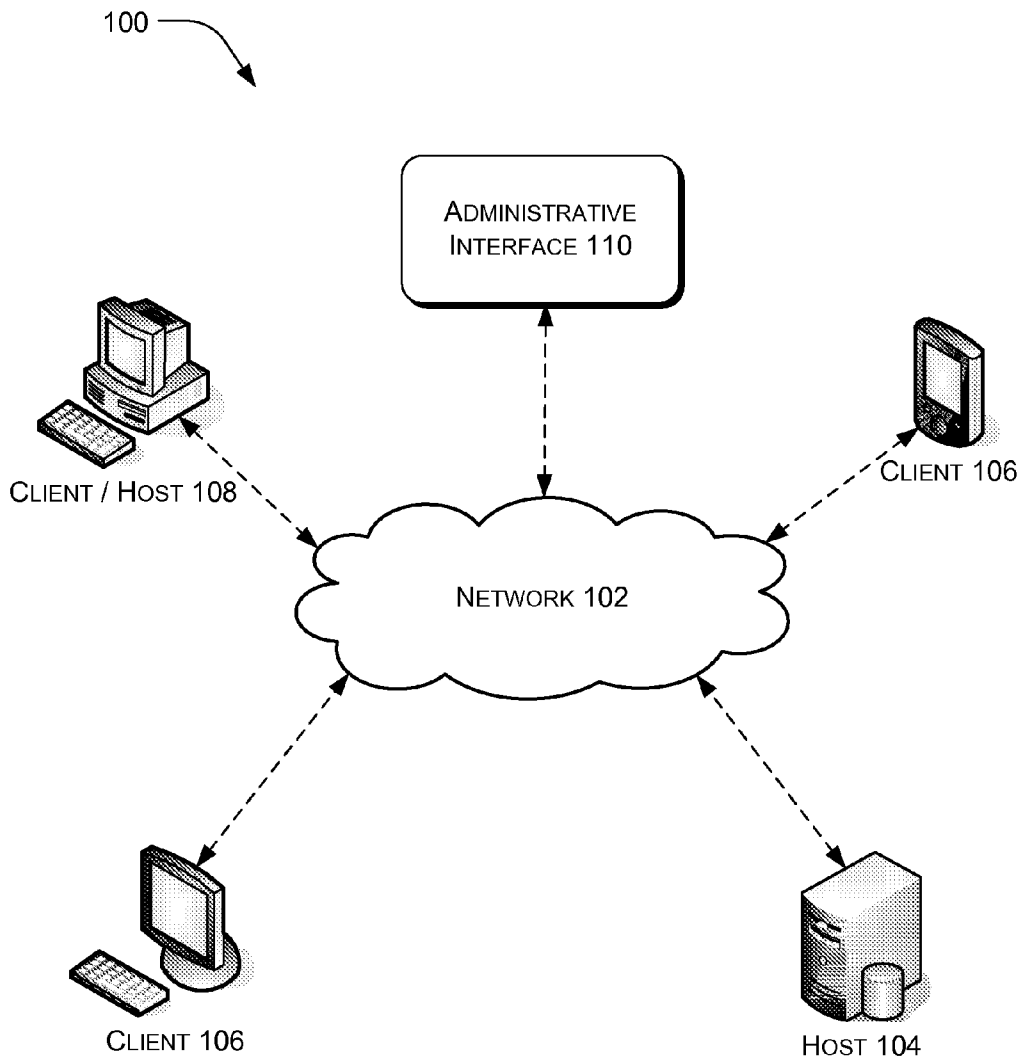 100
ADMINISTRATIVE
INTERFACE 110
CLIENT / HOST 108
CLIENT 106
NETWORK 102
CLIENT 106
HOST 104